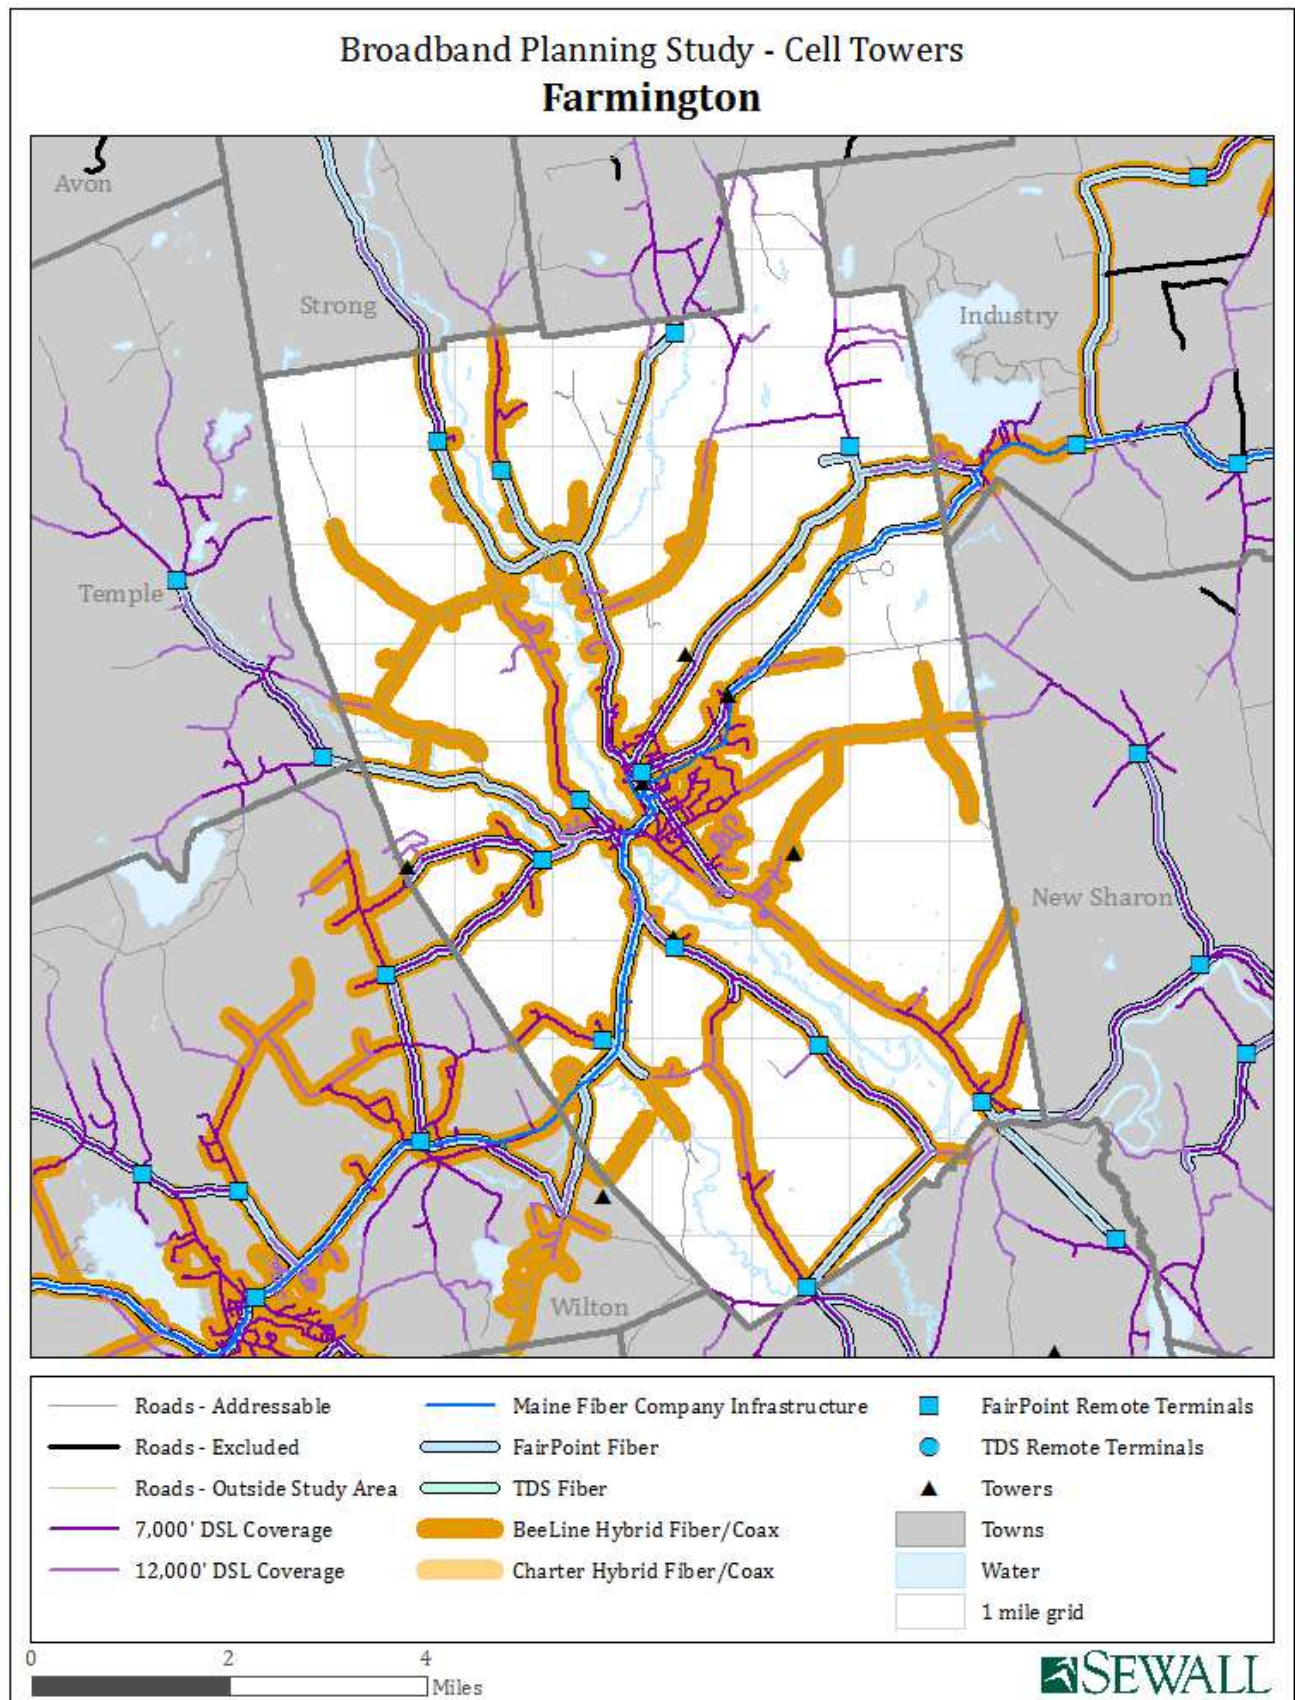 Broadband Planning Study - Cell Towers
Farmington
Avon
Strong
Industry
Temple
New Sharon
Wilton
Roads - Addressable
Roads - Excluded
Roads - Outside Study Area
7,000' DSL Coverage
12,000' DSL Coverage
Maine Fiber Company Infrastructure
FairPoint Fiber
TDS Fiber
BeeLine Hybrid Fiber/Coax
Charter Hybrid Fiber/Coax
FairPoint Remote Terminals
TDS Remote Terminals
Towers
Towns
Water
1 mile grid
0 2 4
Miles
SEWALL